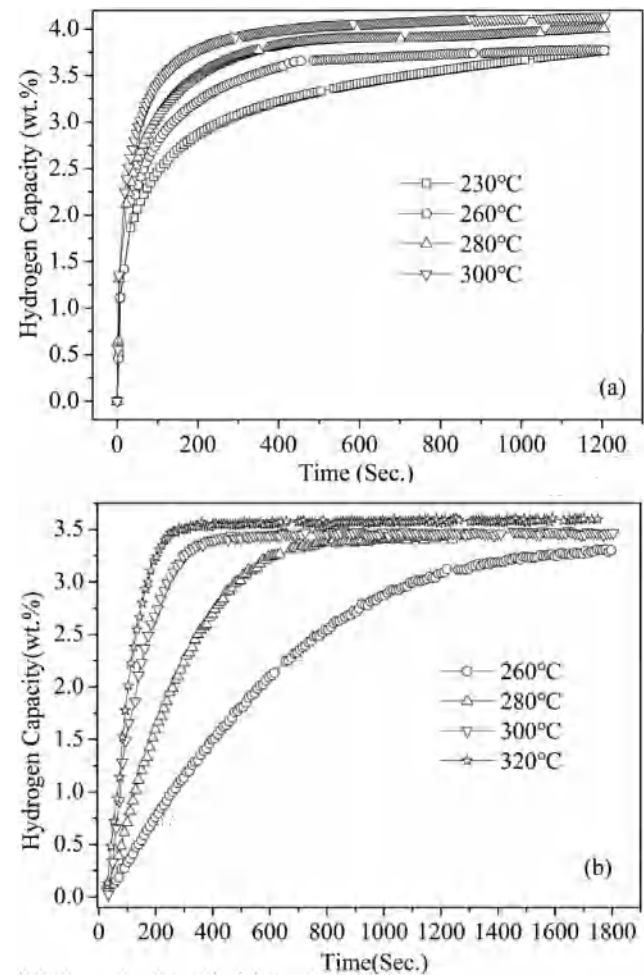 4.0
3.5
3.0
2.5
2.0
1.5
1.0
0.5
0.0
Hydrogen Capacity (wt.%)
230°C
260°C
280°C
300°C
(a)
0 200 400 600 800 1000 1200
Time (Sec.)
3.5
3.0
2.5
2.0
1.5
1.0
0.5
0.0
Hydrogen Capacity(wt.%)
260°C
280°C
300°C
320°C
(b)
0 200 400 600 800 1000 1200 1400 1600 1800
Time(Sec.)